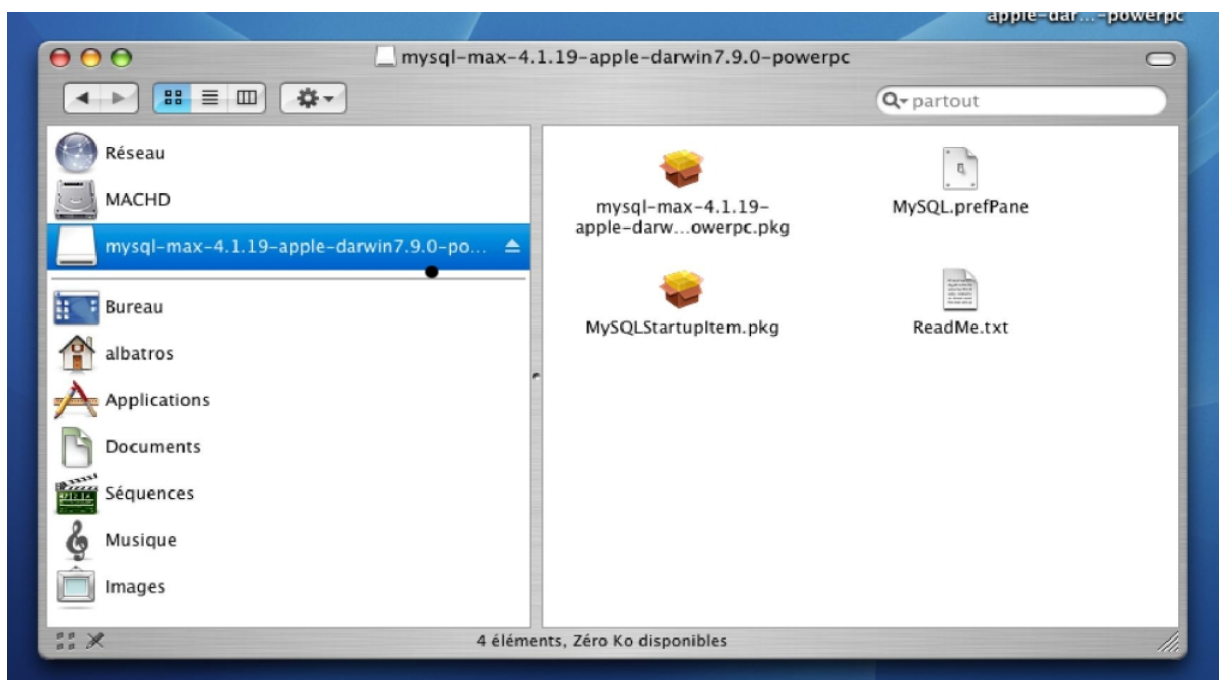 apple-dar...-powerpc
mysql-max-4.1.19-apple-darwin7.9.0-powerpc
partout
Réseau
MACHD
mysql-max-4.1.19-apple-darwin7.9.0-po...
Bureau
albatros
Applications
Documents
Séquences
Musique
Images
mysql-max-4.1.19-
apple-darw...owerpc.pkg
MySQL.prefPane
MySQLStartupItem.pkg
ReadMe.txt
4 éléments, Zéro Ko disponibles